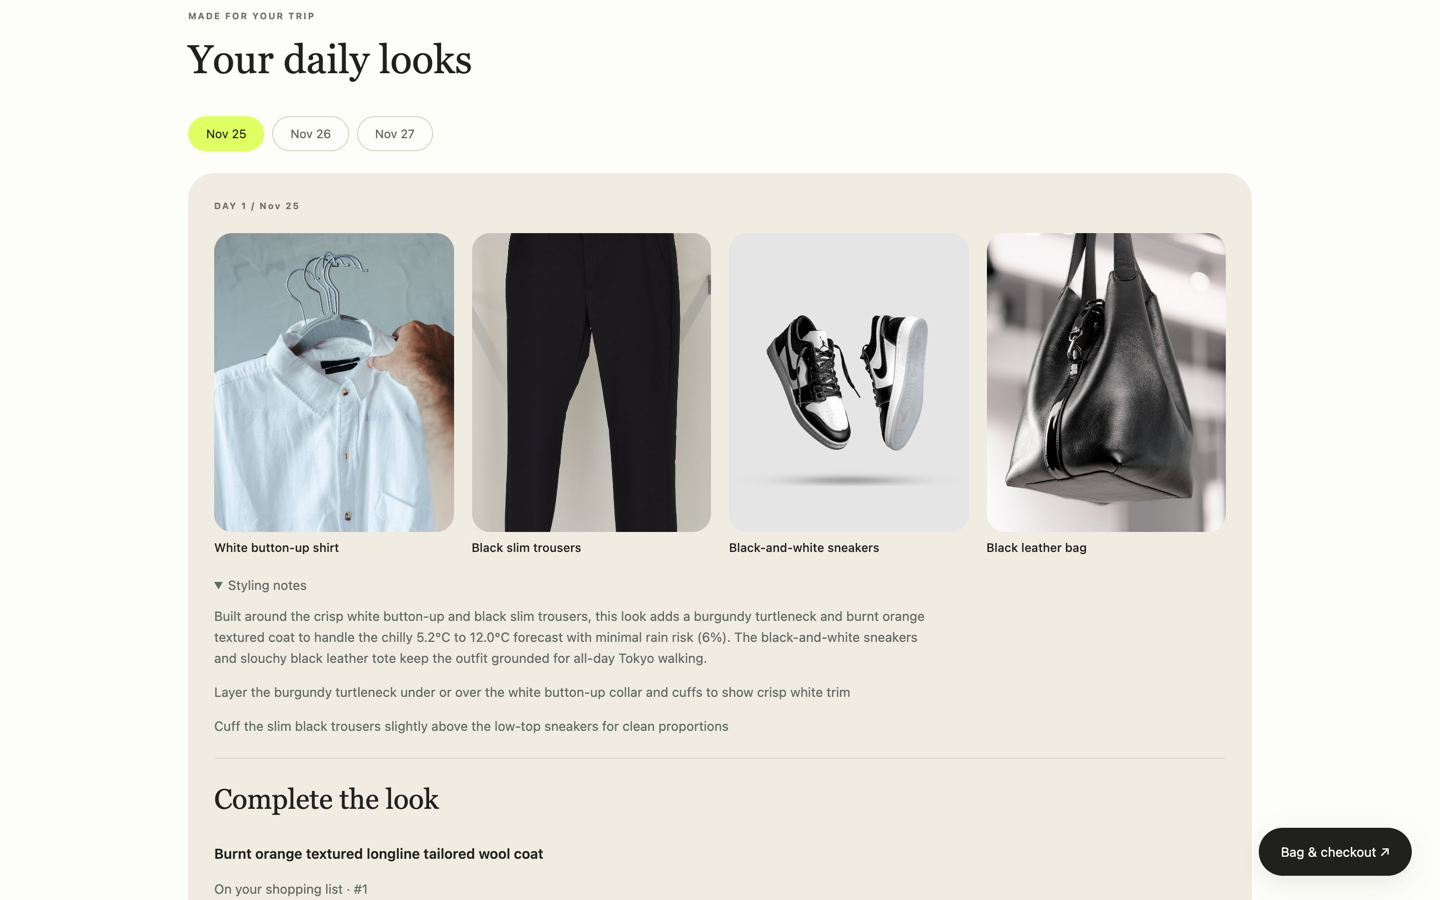 MADE FOR YOUR TRIP
Your daily looks
Nov 25
Nov 26
Nov 27
DAY 1 / Nov 25
White button-up shirt
Black slim trousers
Black-and-white sneakers
Black leather bag
▼ Styling notes
Built around the crisp white button-up and black slim trousers, this look adds a burgundy turtleneck and burnt orange
textured coat to handle the chilly 5.2°C to 12.0°C forecast with minimal rain risk (6%). The black-and-white sneakers
and slouchy black leather tote keep the outfit grounded for all-day Tokyo walking.
Layer the burgundy turtleneck under or over the white button-up collar and cuffs to show crisp white trim
Cuff the slim black trousers slightly above the low-top sneakers for clean proportions
Complete the look
Burnt orange textured longline tailored wool coat
Bag & checkout ↗
On your shopping list · #1